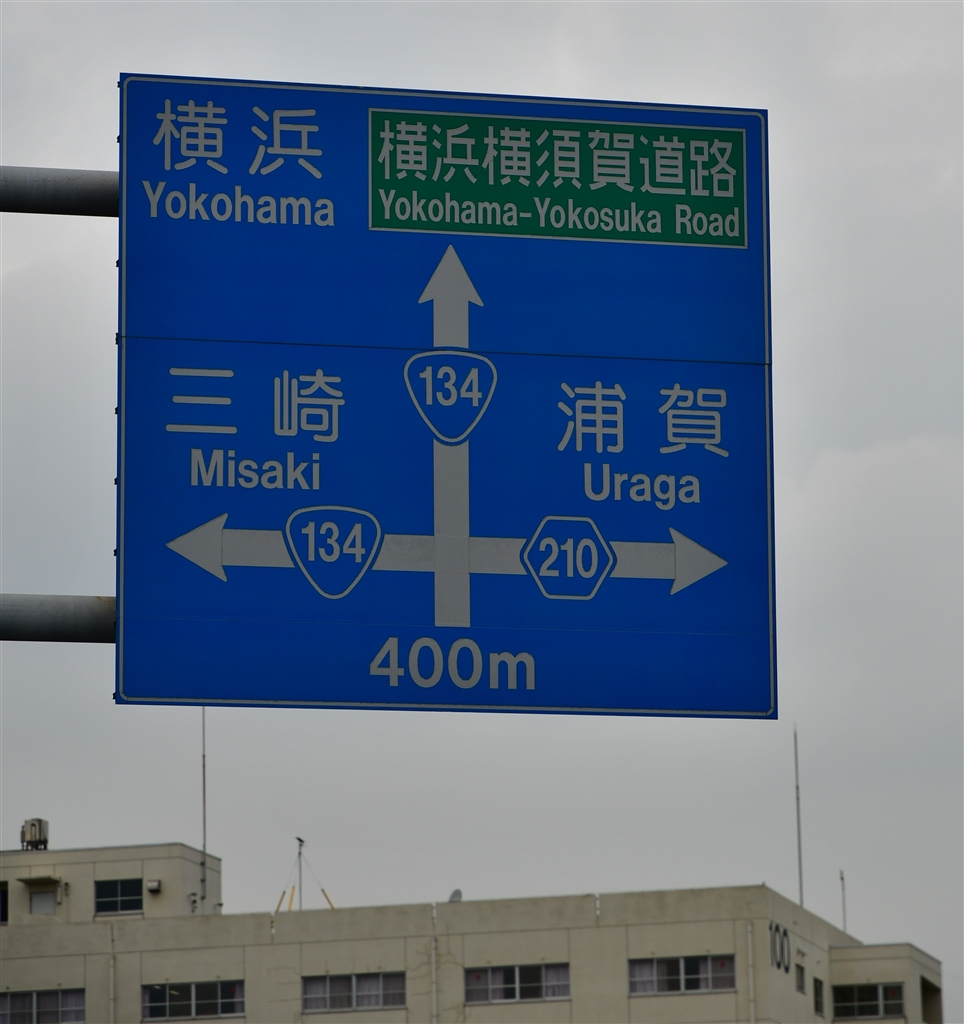 横浜
Yokohama
横浜横須賀道路
Yokohama-Yokosuka Road
134
三崎
Misaki
浦賀
Uraga
134
210
400m
100